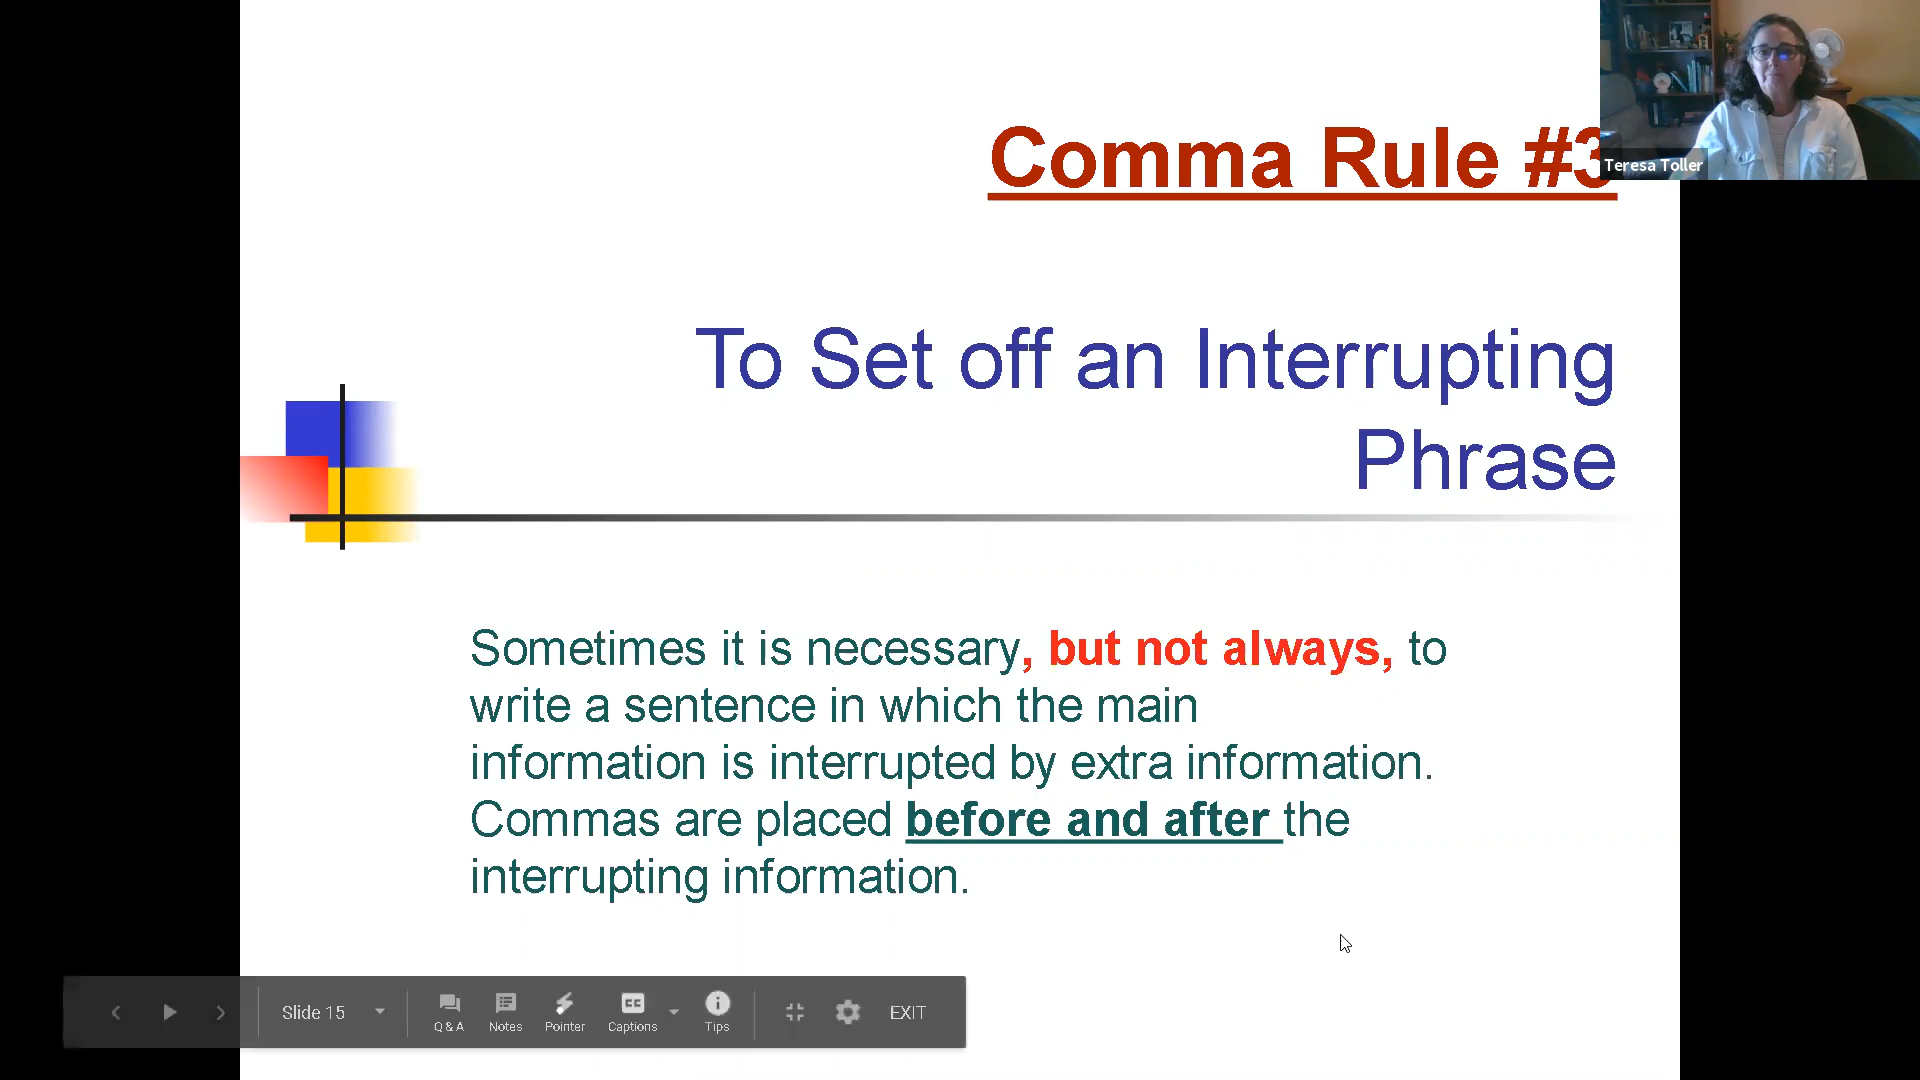 Comma Rule #3
Teresa Toller
To Set off an Interrupting
Phrase
Sometimes it is necessary, but not always, to
write a sentence in which the main
information is interrupted by extra information.
Commas are placed before and after the
interrupting information.
Slide 15
Q & A
Notes
Pointer
CC
Captions
Tips
EXIT